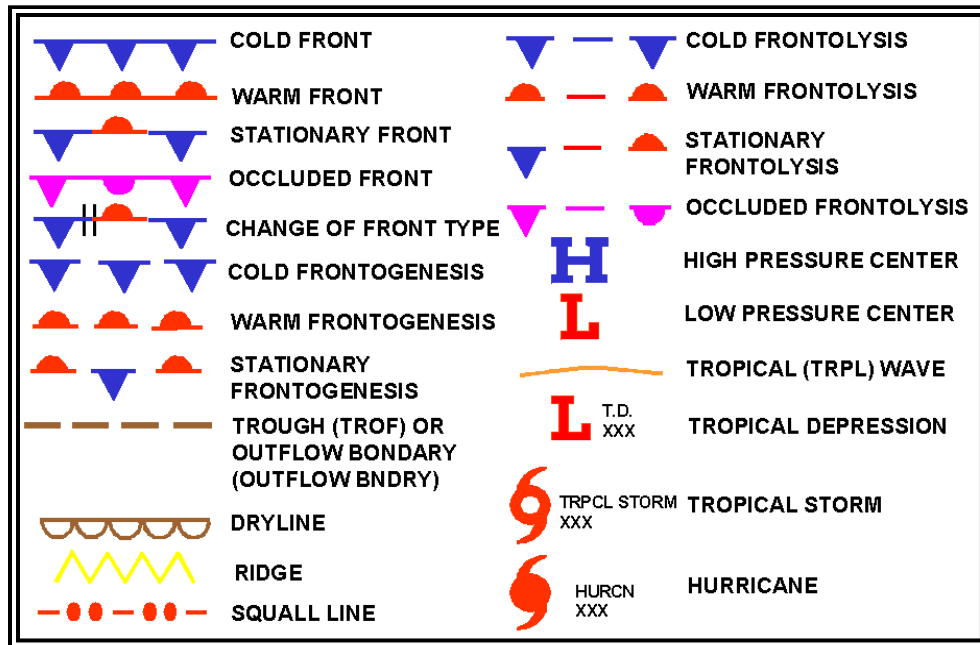 COLD FRONT
WARM FRONT
STATIONARY FRONT
OCCLUDED FRONT
CHANGE OF FRONT TYPE
COLD FRONTOGENESIS
WARM FRONTOGENESIS
STATIONARY
FRONTOGENESIS
TROUGH (TROF) OR
OUTFLOW BONDARY
(OUTFLOW BNDRY)
DRYLINE
RIDGE
SQUALL LINE
COLD FRONTOLYSIS
WARM FRONTOLYSIS
STATIONARY
FRONTOLYSIS
OCCLUDED FRONTOLYSIS
H HIGH PRESSURE CENTER
L LOW PRESSURE CENTER
TROPICAL (TRPL) WAVE
L T.D.
XXX
TROPICAL DEPRESSION
TRPCL STORM
XXX
TROPICAL STORM
HURCN
XXX
HURRICANE